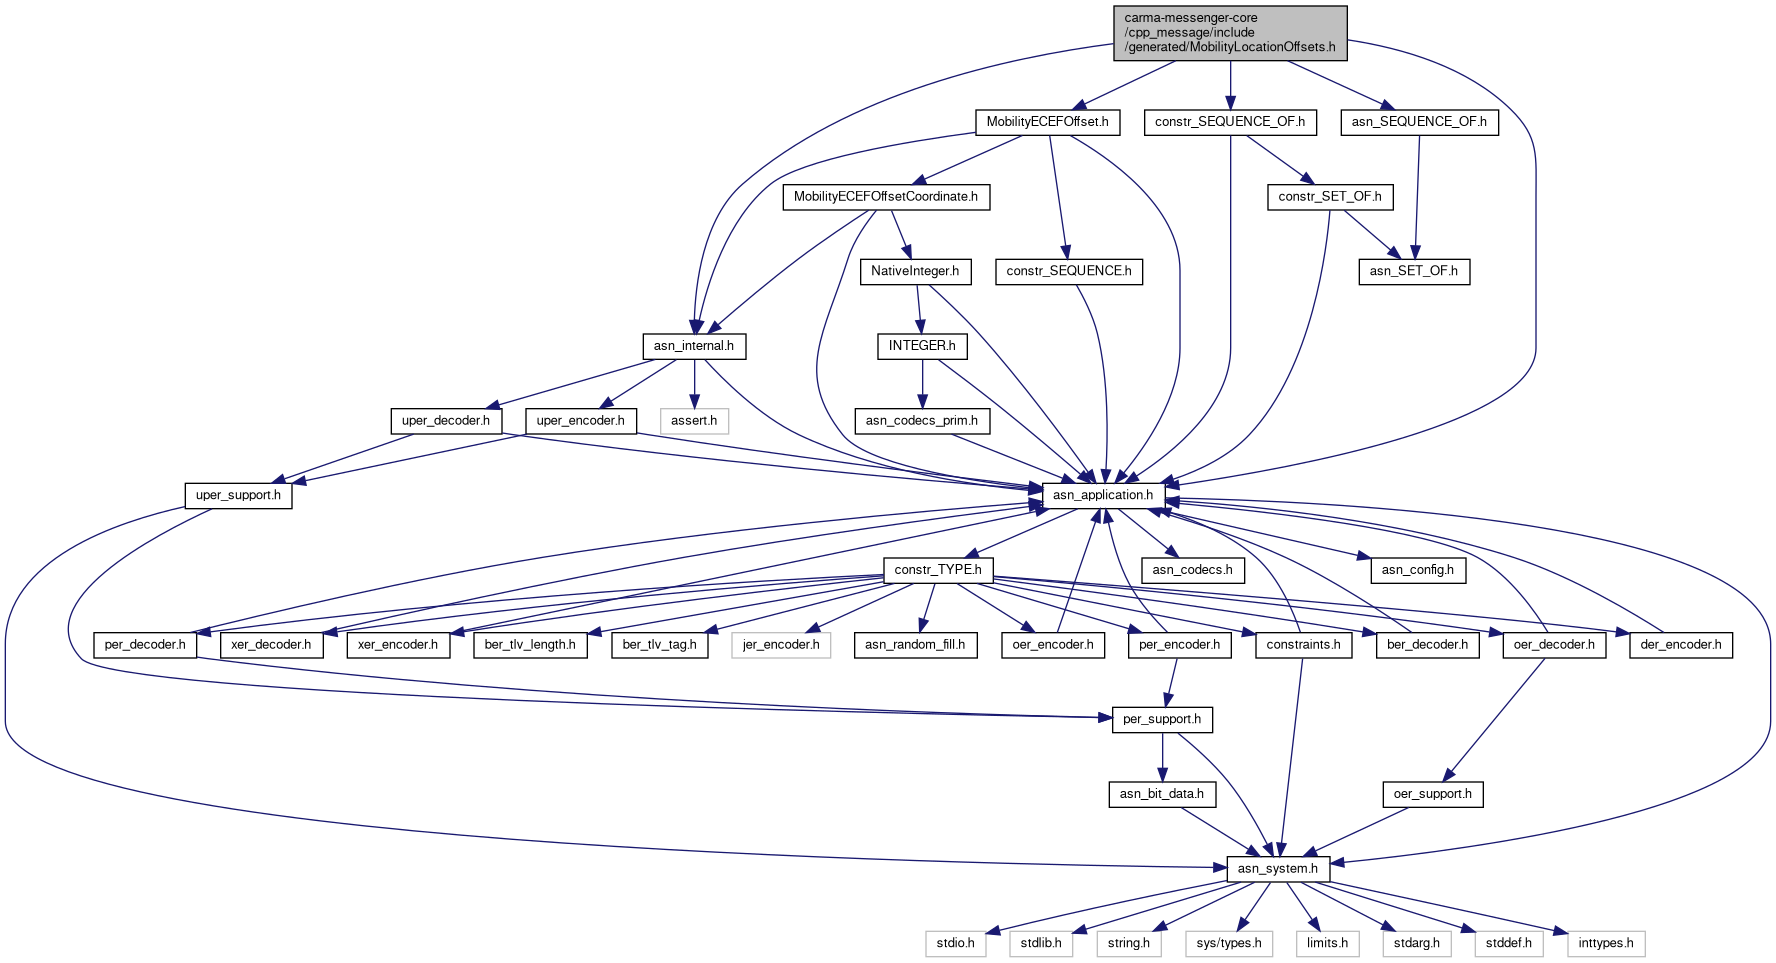 carma-messenger-core
/cpp_message/include
/generated/MobilityLocationOffsets.h
MobilityECEFOffset.h
constr_SEQUENCE_OF.h
asn_SEQUENCE_OF.h
MobilityECEFOffsetCoordinate.h
constr_SET_OF.h
NativeInteger.h
constr_SEQUENCE.h
asn_SET_OF.h
asn_internal.h
INTEGER.h
uper_decoder.h
uper_encoder.h
assert.h
asn_codecs_prim.h
uper_support.h
asn_application.h
constr_TYPE.h
asn_codecs.h
asn_config.h
per_decoder.h
xer_decoder.h
xer_encoder.h
ber_tlv_length.h
ber_tlv_tag.h
jer_encoder.h
asn_random_fill.h
oer_encoder.h
per_encoder.h
constraints.h
ber_decoder.h
oer_decoder.h
der_encoder.h
per_support.h
asn_bit_data.h
oer_support.h
asn_system.h
stdio.h
stdlib.h
string.h
sys/types.h
limits.h
stdarg.h
stddef.h
inttypes.h